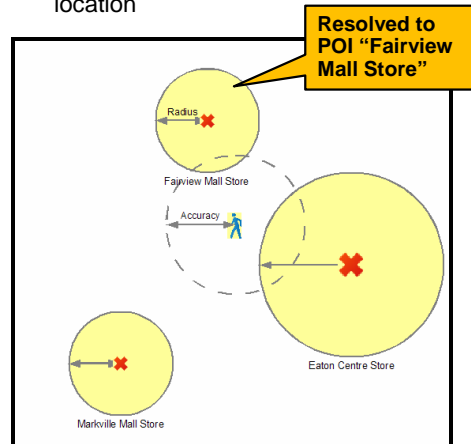 location
Resolved to
POI “Fairview
Mall Store”
Radius
Fairview Mall Store
Accuracy
Eaton Centre Store
Markville Mall Store